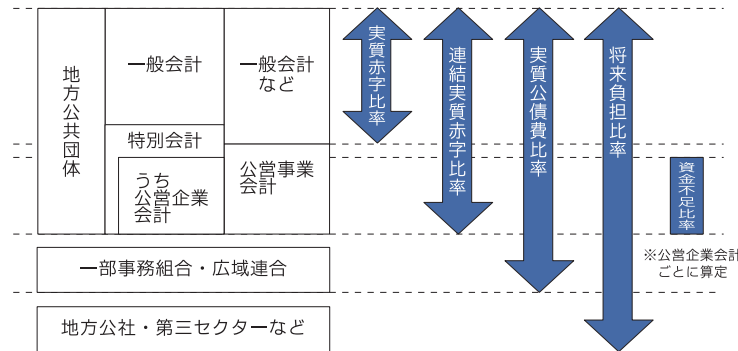 地方公共団体
一般会計
一般会計
など
特別会計
うち
公営企業
会計
公営事業
会計
一部事務組合・広域連合
地方公社・第三セクターなど
実質赤字比率
連結実質赤字比率
実質公債費比率
将来負担比率
資金不足比率
※公営企業会計
ごとに算定